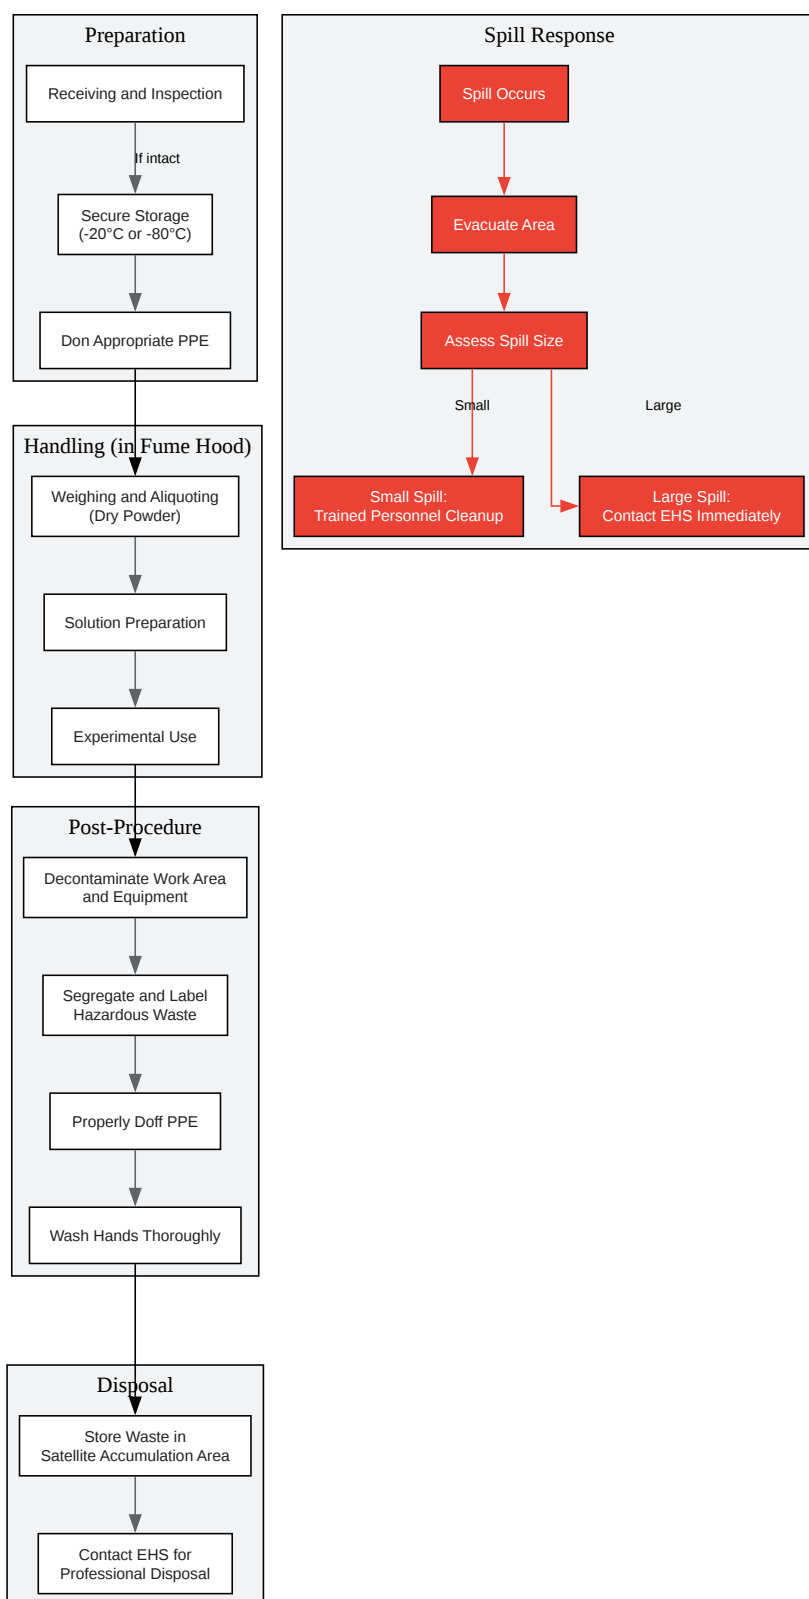 Preparation
Receiving and Inspection
If intact
Secure Storage
(-20°C or -80°C)
Don Appropriate PPE
Handling (in Fume Hood)
Weighing and Aliquoting
(Dry Powder)
Solution Preparation
Experimental Use
Post-Procedure
Decontaminate Work Area
and Equipment
Segregate and Label
Hazardous Waste
Properly Doff PPE
Wash Hands Thoroughly
Disposal
Store Waste in
Satellite Accumulation Area
Contact EHS for
Professional Disposal
Spill Response
Spill Occurs
Evacuate Area
Assess Spill Size
Small
Large
Small Spill:
Trained Personnel Cleanup
Large Spill:
Contact EHS Immediately